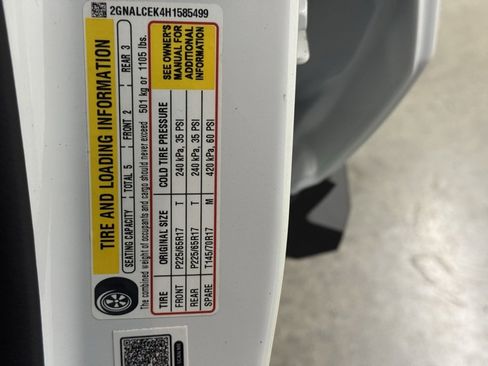 2GNALCEK4H1585499
TIRE AND LOADING INFORMATION
SEATING CAPACITY TOTAL 5 FRONT 2 REAR 3
The combined weight of occupants and cargo should never exceed 501 kg or 1105 lbs.
TIRE ORIGINAL SIZE COLD TIRE PRESSURE
FRONT P225/65R17 T 240 kPa, 35 PSI
REAR P225/65R17 T 240 kPa, 35 PSI
SPARE T145/70R17 M 420 kPa, 60 PSI
SEE OWNER'S
MANUAL FOR
ADDITIONAL
INFORMATION